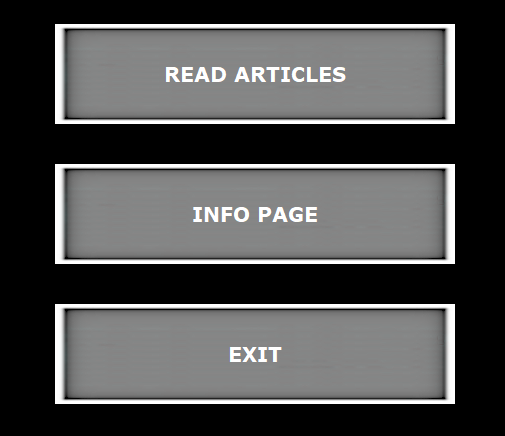 READ ARTICLES
INFO PAGE
EXIT